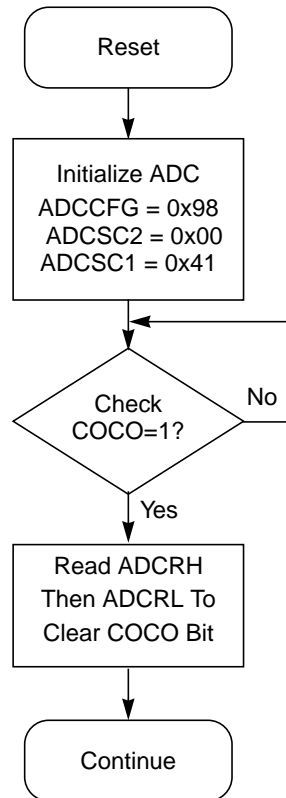 Reset
Initialize ADC
ADCCFG = 0x98
ADCSC2 = 0x00
ADCSC1 = 0x41
Check
COCO=1?
No
Yes
Read ADCRH
Then ADCRL To
Clear COCO Bit
Continue